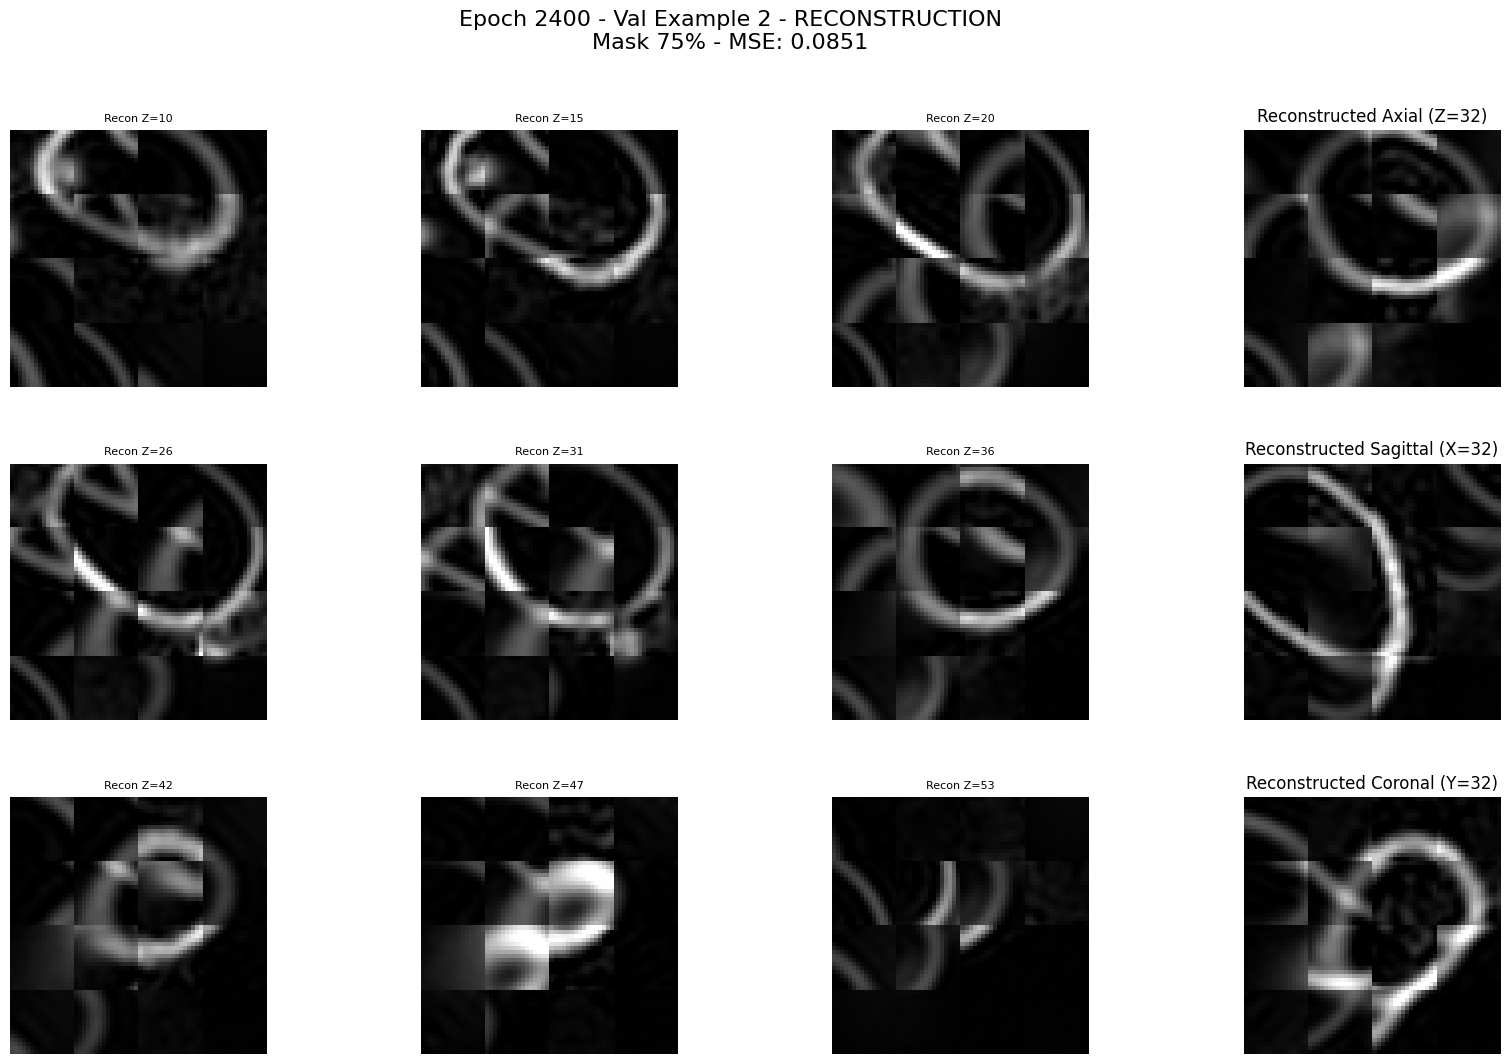 Epoch 2400 - Val Example 2 - RECONSTRUCTION
Mask 75% - MSE: 0.0851
Recon Z=10
Recon Z=15
Recon Z=20
Reconstructed Axial (Z=32)
Recon Z=26
Recon Z=31
Recon Z=36
Reconstructed Sagittal (X=32)
Recon Z=42
Recon Z=47
Recon Z=53
Reconstructed Coronal (Y=32)